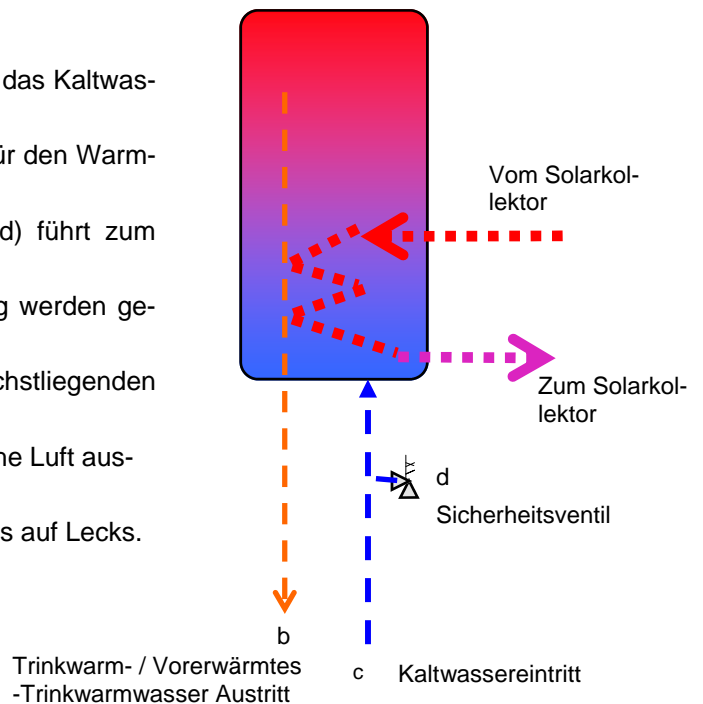 das Kaltwas-
ür den Warm-
d) führt zum
g werden ge-
chstliegenden
ne Luft aus-
s auf Lecks.
Vom Solarkol-
lektor
Zum Solarkol-
lektor
d
Sicherheitsventil
b
Trinkwarm- / Vorerwärmtes
-Trinkwarmwasser Austritt
c Kaltwassereintritt